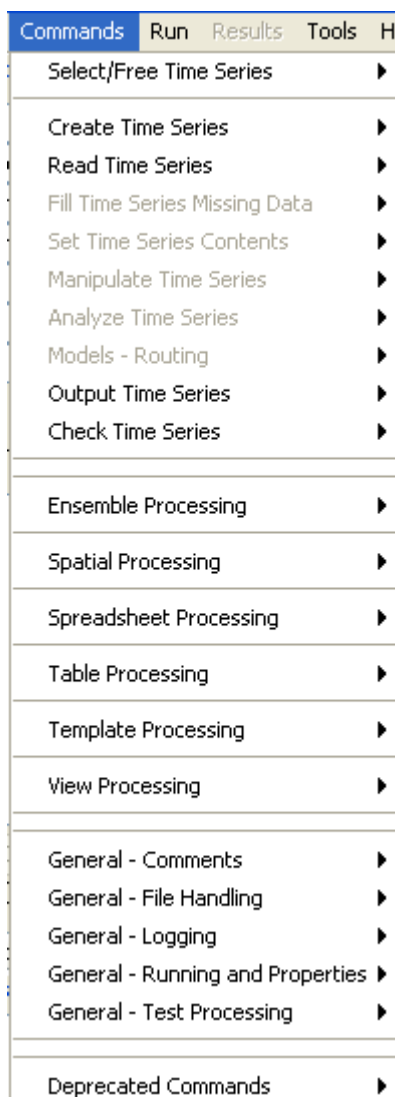 Commands Run Results Tools H
Select/Free Time Series
Create Time Series
Read Time Series
Fill Time Series Missing Data
Set Time Series Contents
Manipulate Time Series
Analyze Time Series
Models - Routing
Output Time Series
Check Time Series
Ensemble Processing
Spatial Processing
Spreadsheet Processing
Table Processing
Template Processing
View Processing
General - Comments
General - File Handling
General - Logging
General - Running and Properties
General - Test Processing
Deprecated Commands